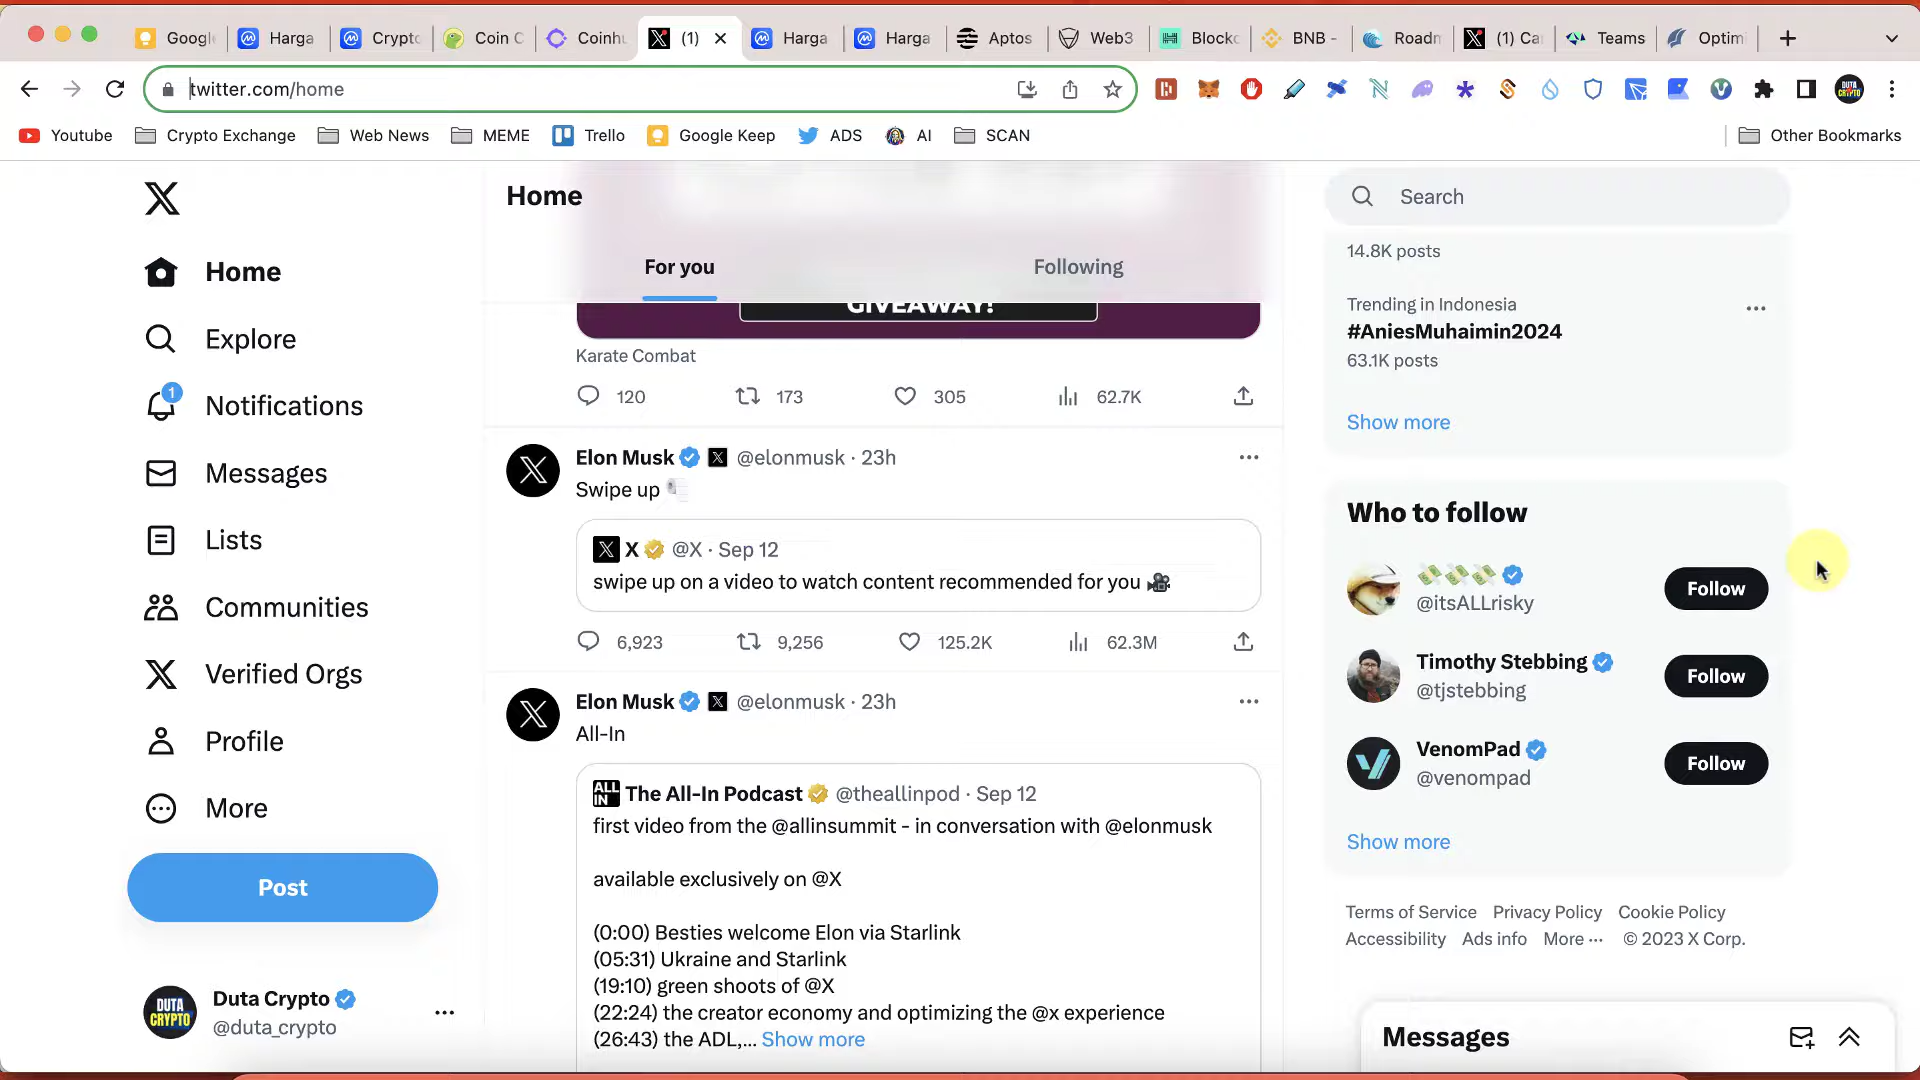 Googl
Harga
Crypto
Coin C
Coinhu
(1)
Harga
Harga
Aptos
Web3
Blockc
BNB -
Roadm
(1) Ca
Teams
Optimi
twitter.com/home
Youtube
Crypto Exchange
Web News
MEME
Trello
Google Keep
ADS
AI
SCAN
Other Bookmarks
Home
Explore
1
Notifications
Messages
Lists
Communities
Verified Orgs
Profile
More
Post
DUTA CRYPTO
Duta Crypto
@duta_crypto
Home
For you
Following
GIVEAWAY!
Karate Combat
120
173
305
62.7K
Elon Musk @elonmusk · 23h
Swipe up
X @X · Sep 12
swipe up on a video to watch content recommended for you
6,923
9,256
125.2K
62.3M
Elon Musk @elonmusk · 23h
All-In
ALL IN
The All-In Podcast @theallinpod · Sep 12
first video from the @allinsummit - in conversation with @elonmusk
available exclusively on @X
(0:00) Besties welcome Elon via Starlink
(05:31) Ukraine and Starlink
(19:10) green shoots of @X
(22:24) the creator economy and optimizing the @x experience
(26:43) the ADL,... Show more
Search
14.8K posts
Trending in Indonesia
#AniesMuhaimin2024
63.1K posts
Show more
Who to follow
@itsALLrisky
Follow
Timothy Stebbing
@tjstebbing
Follow
VenomPad
@venompad
Follow
Show more
Terms of Service Privacy Policy Cookie Policy
Accessibility Ads info More ··· © 2023 X Corp.
Messages